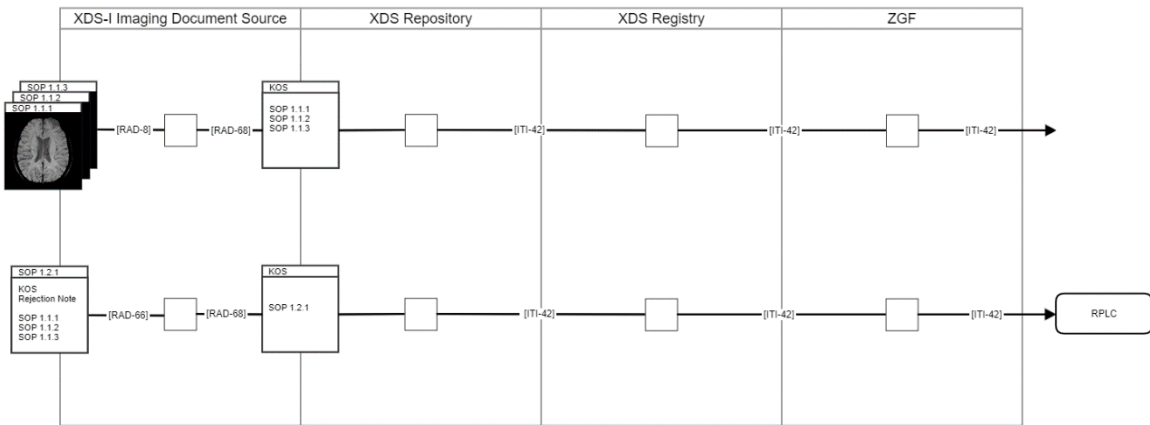 XDS-I Imaging Document Source
XDS Repository
XDS Registry
ZGF
SOP 1.1.3
SOP 1.1.2
SOP 1.1.1
[RAD-8]
[RAD-68]
KOS
SOP 1.1.1
SOP 1.1.2
SOP 1.1.3
[ITI-42]
[ITI-42]
[ITI-42]
SOP 1.2.1
KOS
Rejection Note
SOP 1.1.1
SOP 1.1.2
SOP 1.1.3
[RAD-66]
[RAD-68]
KOS
SOP 1.2.1
[ITI-42]
[ITI-42]
[ITI-42]
RPLC